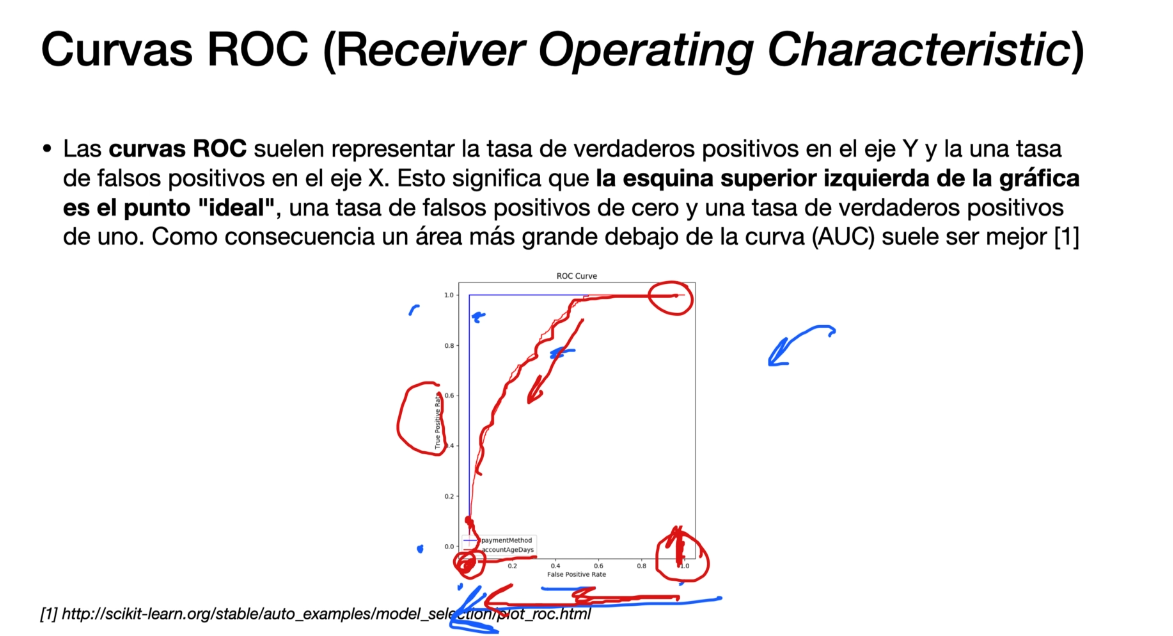 Curvas ROC (Receiver Operating Characteristic)
• Las curvas ROC suelen representar la tasa de verdaderos positivos en el eje Y y la una tasa
de falsos positivos en el eje X. Esto significa que la esquina superior izquierda de la gráfica
es el punto "ideal", una tasa de falsos positivos de cero y una tasa de verdaderos positivos
de uno. Como consecuencia un área más grande debajo de la curva (AUC) suele ser mejor [1]
ROC Curve
1.0
0.8
0.6
True Positive Rate
0.4
0.2
0.0
paymentMethod
accountAgeDays
0.2 0.4 0.6 0.8 1.0
False Positive Rate
[1] http://scikit-learn.org/stable/auto_examples/model_selection/plot_roc.html